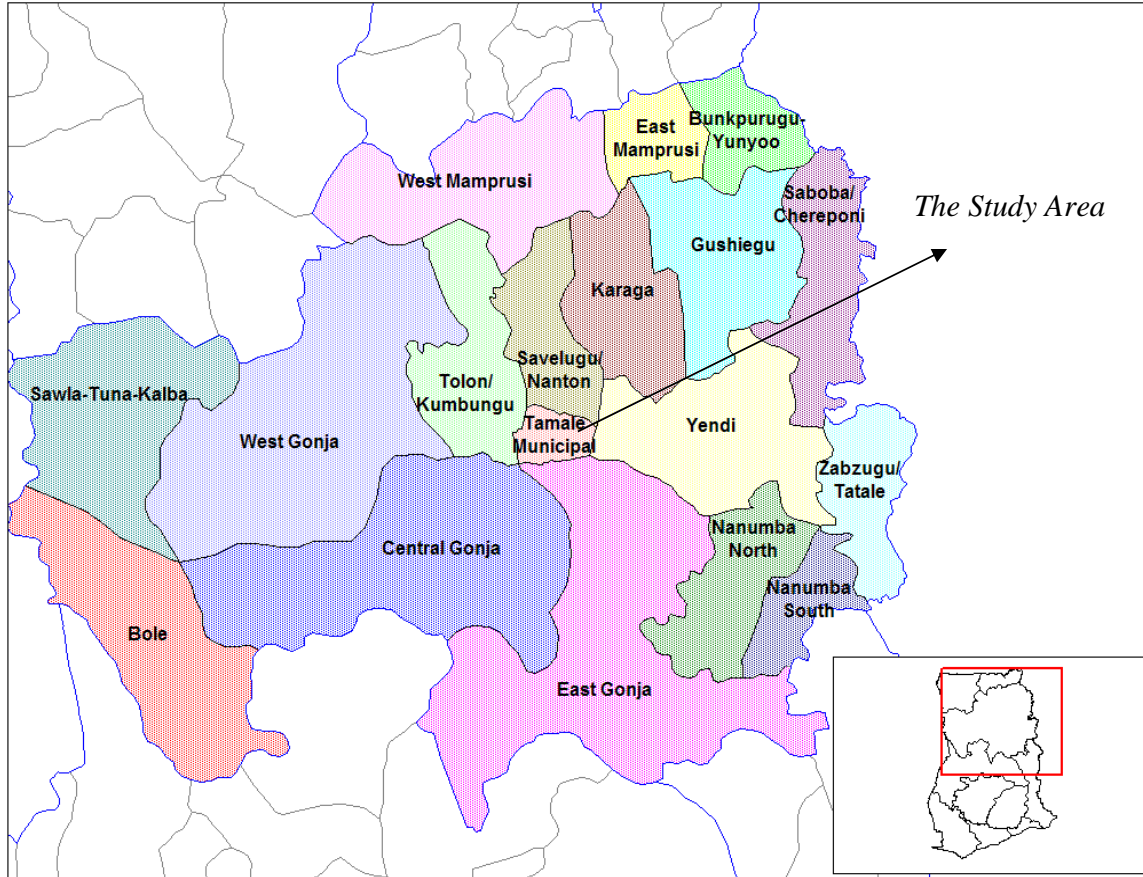 East
Mamprusi
Bunkpurugu-
Yunyoo
West Mamprusi
Saboba/
Chereponi
The Study Area
Gushiegu
Karaga
Savelugu/
Nanton
Sawla-Tuna-Kalba
Tolon/
Kumbungu
West Gonja
Tamale
Municipal
Yendi
Zabzugu/
Tatale
Central Gonja
Nanumba
North
Nanumba
South
Bole
East Gonja